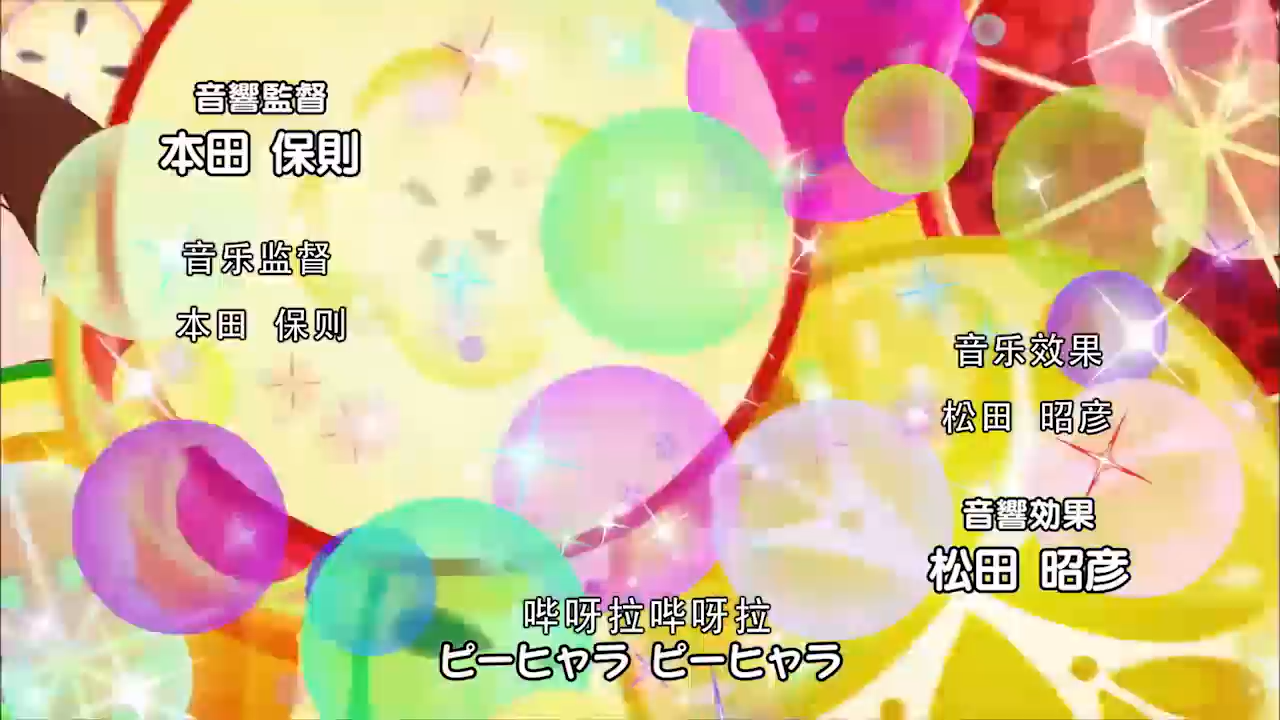 音響監督
本田 保則
音乐监督
本田 保则
音乐效果
松田 昭彦
音響効果
松田 昭彦
哔呀拉哔呀拉
ピーヒャラ ピーヒャラ